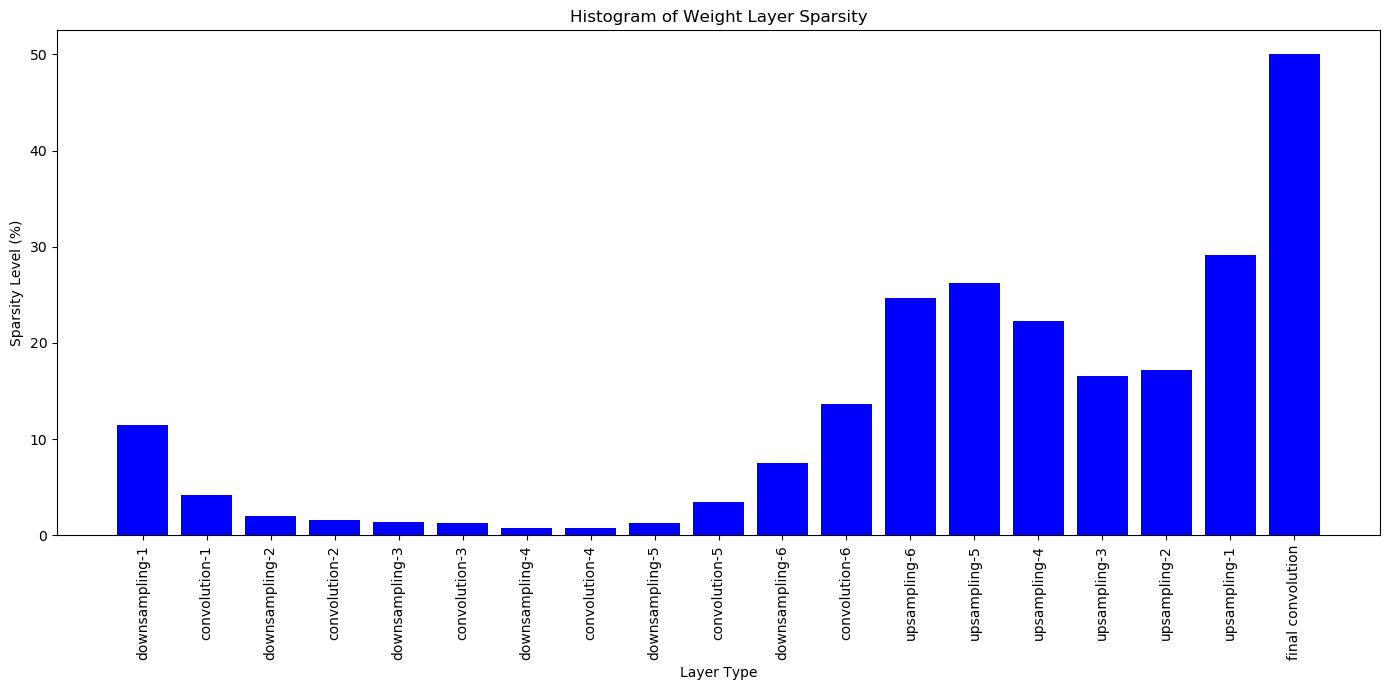 Histogram of Weight Layer Sparsity
Sparsity Level (%)
50
40
30
20
10
0
downsampling-1
convolution-1
downsampling-2
convolution-2
downsampling-3
convolution-3
downsampling-4
convolution-4
downsampling-5
convolution-5
downsampling-6
convolution-6
upsampling-6
upsampling-5
upsampling-4
upsampling-3
upsampling-2
upsampling-1
final convolution
Layer Type